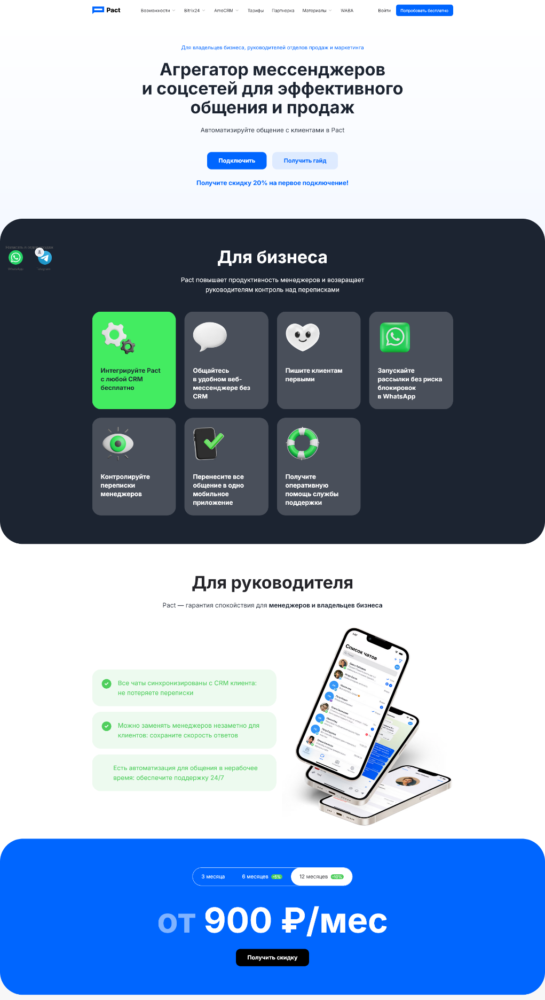 Pact
Возможности
Bitrix24
AmoCRM
Тарифы
Партнерка
Материалы
WABA
Войти
Попробовать бесплатно
Для владельцев бизнеса, руководителей отделов продаж и маркетинга
Агрегатор мессенджеров
и соцсетей для эффективного
общения и продаж
Автоматизируйте общение с клиентами в Pact
Подключить
Получить гайд
Получите скидку 20% на первое подключение!
Написать в отдел продаж
WhatsApp
Telegram
Для бизнеса
Pact повышает продуктивность менеджеров и возвращает
руководителям контроль над переписками
Интегрируйте Pact
с любой CRM
бесплатно
Общайтесь
в удобном веб-
мессенджере без
CRM
Пишите клиентам
первыми
Запускайте
рассылки без риска
блокировок
в WhatsApp
Контролируйте
переписки
менеджеров
Перенесите все
общение в одно
мобильное
приложение
Получите
оперативную
помощь службы
поддержки
Для руководителя
Pact — гарантия спокойствия для менеджеров и владельцев бизнеса
Все чаты синхронизированы с CRM клиента:
не потеряете переписки
Можно заменять менеджеров незаметно для
клиентов: сохраните скорость ответов
Есть автоматизация для общения в нерабочее
время: обеспечите поддержку 24/7
1:47
Список чатов
Поиск
3 месяца
6 месяцев
-5%
12 месяцев
-10%
от 900 ₽/мес
Получить скидку